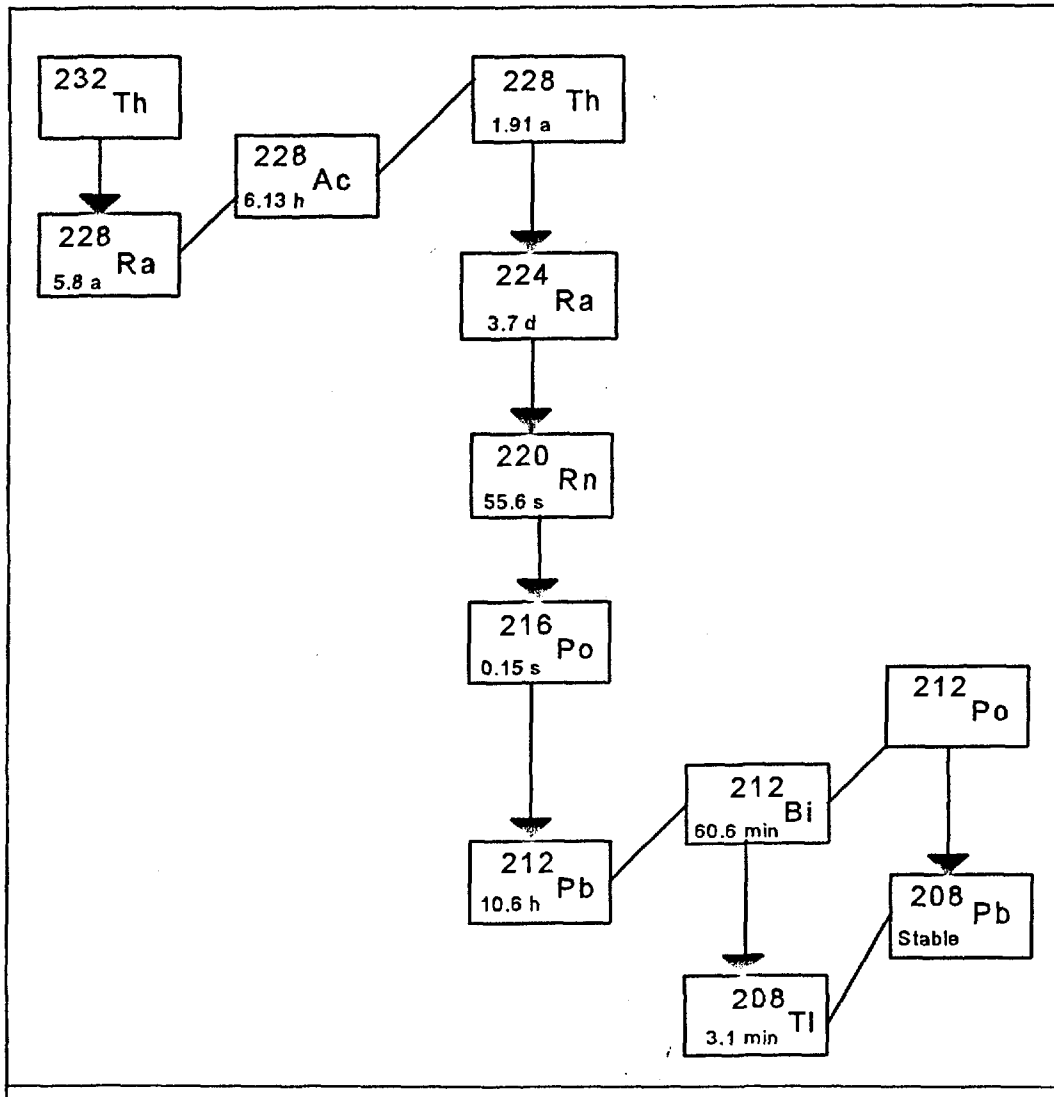 232 Th
228 Th
1.91 a
228 Ac
6.13 h
228 Ra
5.8 a
224 Ra
3.7 d
220 Rn
55.6 s
216 Po
0.15 s
212 Po
212 Bi
60.6 min
212 Pb
10.6 h
208 Pb
Stable
208 Tl
3.1 min